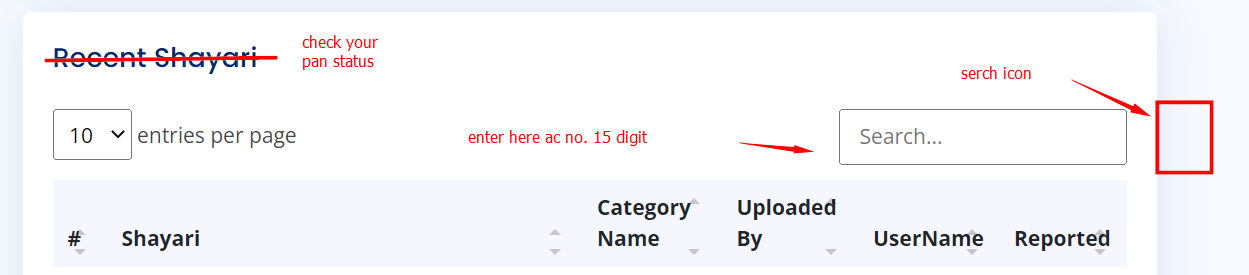 Recent Shayari
check your
pan status
serch icon
10 entries per page
enter here ac no. 15 digit
Search...
# Shayari Category Name Uploaded By UserName Reported